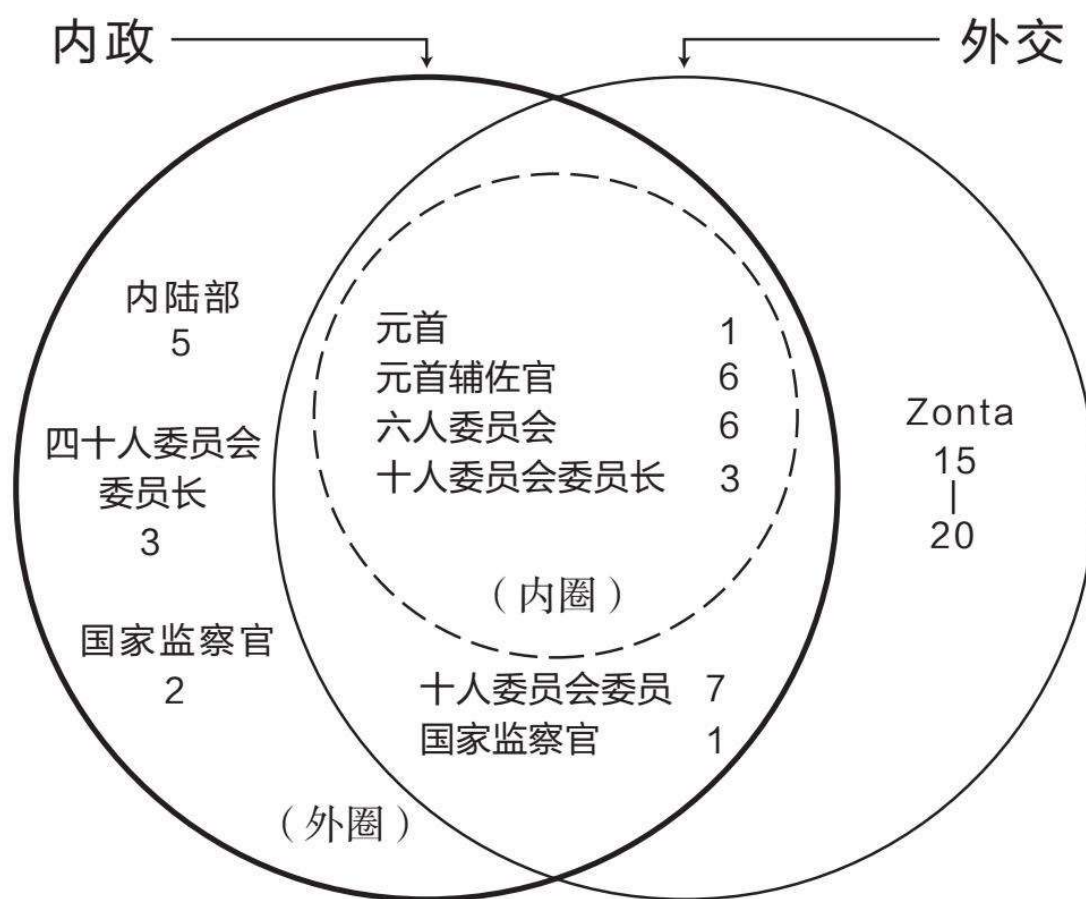 内政
外交
内陆部
5
四十人委员会
委员长
3
国家监察官
2
元首 1
元首辅佐官 6
六人委员会 6
十人委员会委员长 3
（内圈）
十人委员会委员 7
国家监察官 1
（外圈）
Zonta
15
|
20